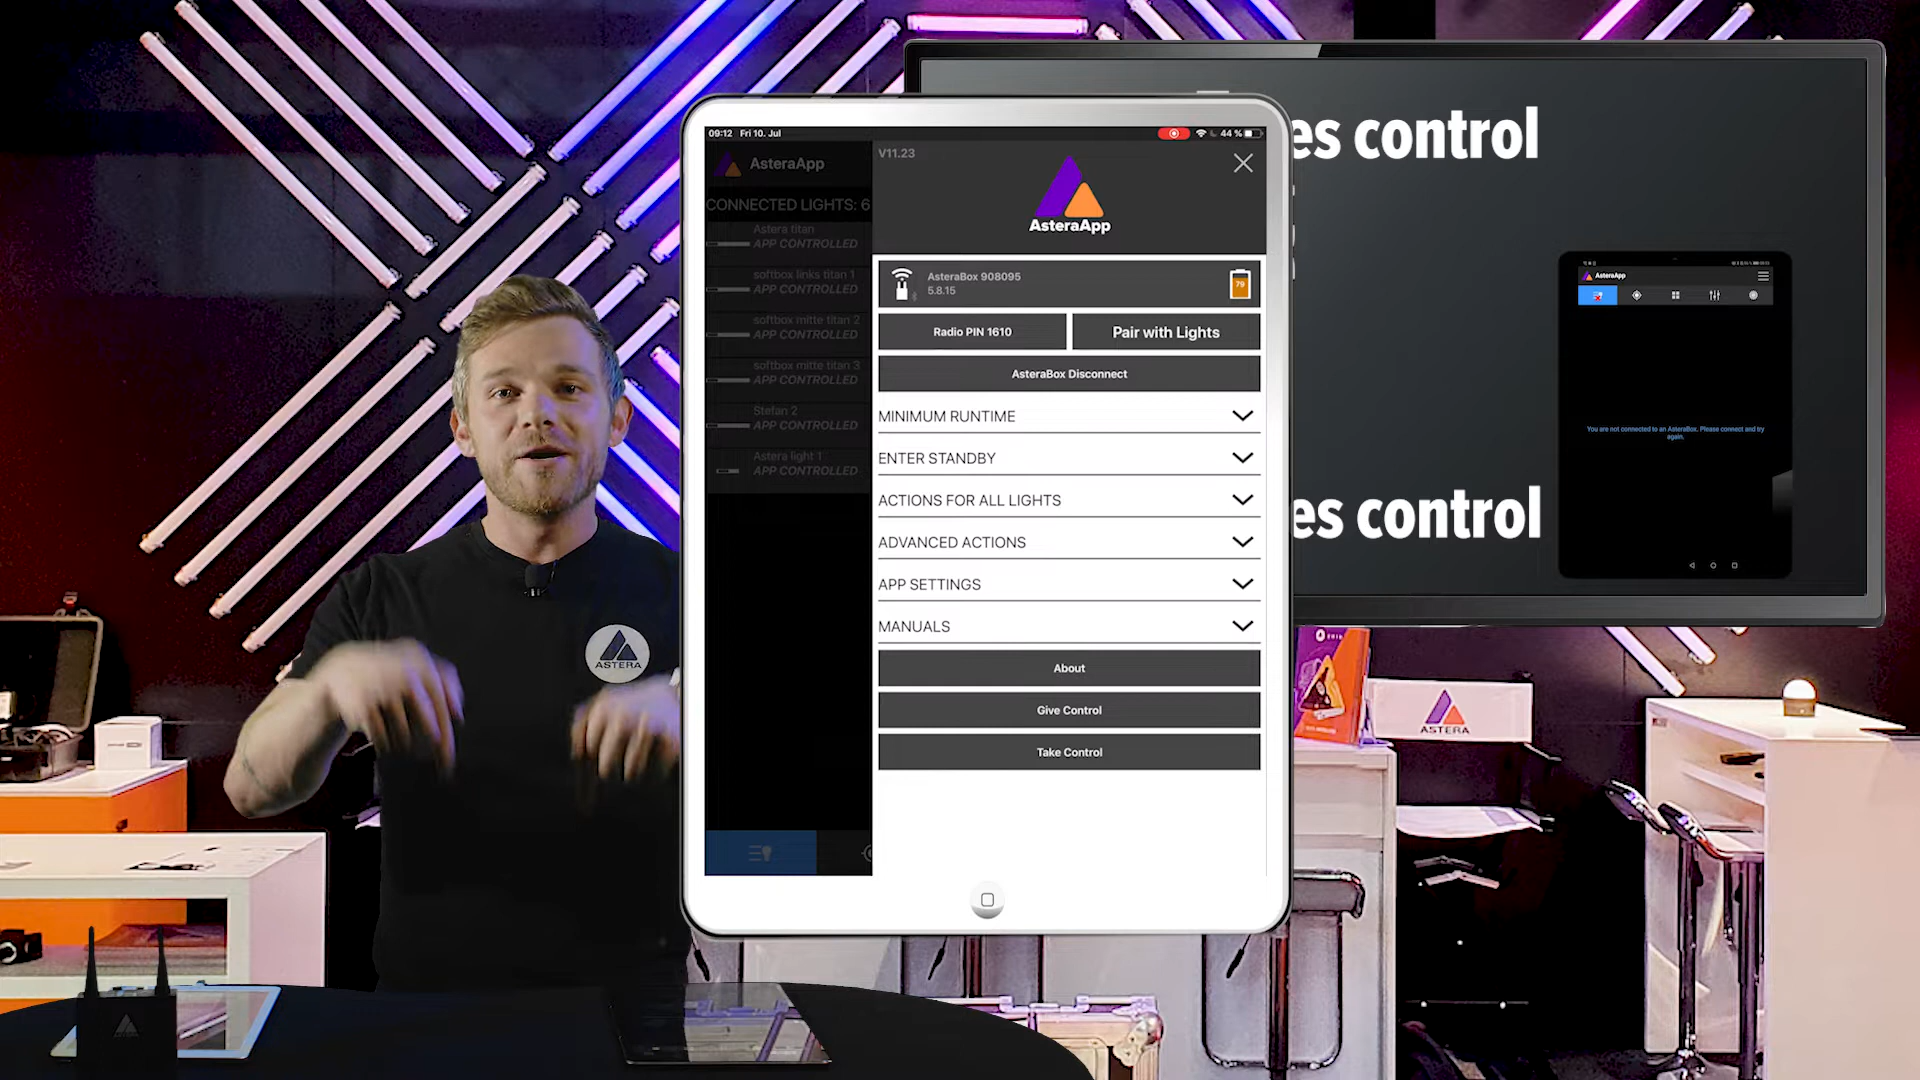 es control
es control
09:12 Fri 10. Jul
44 %
AsteraApp
CONNECTED LIGHTS: 6
Astera titan
APP CONTROLLED
softbox links titan 1
APP CONTROLLED
softbox mitte titan 2
APP CONTROLLED
softbox mitte titan 3
APP CONTROLLED
Stefan 2
APP CONTROLLED
Astera light 1
APP CONTROLLED
V11.23
AsteraApp
AsteraBox 908095
5.8.15
79
Radio PIN 1610
Pair with Lights
AsteraBox Disconnect
MINIMUM RUNTIME
ENTER STANDBY
ACTIONS FOR ALL LIGHTS
ADVANCED ACTIONS
APP SETTINGS
MANUALS
About
Give Control
Take Control
AsteraApp
You are not connected to an AsteraBox. Please connect and try
again.
ASTERA
ASTERA